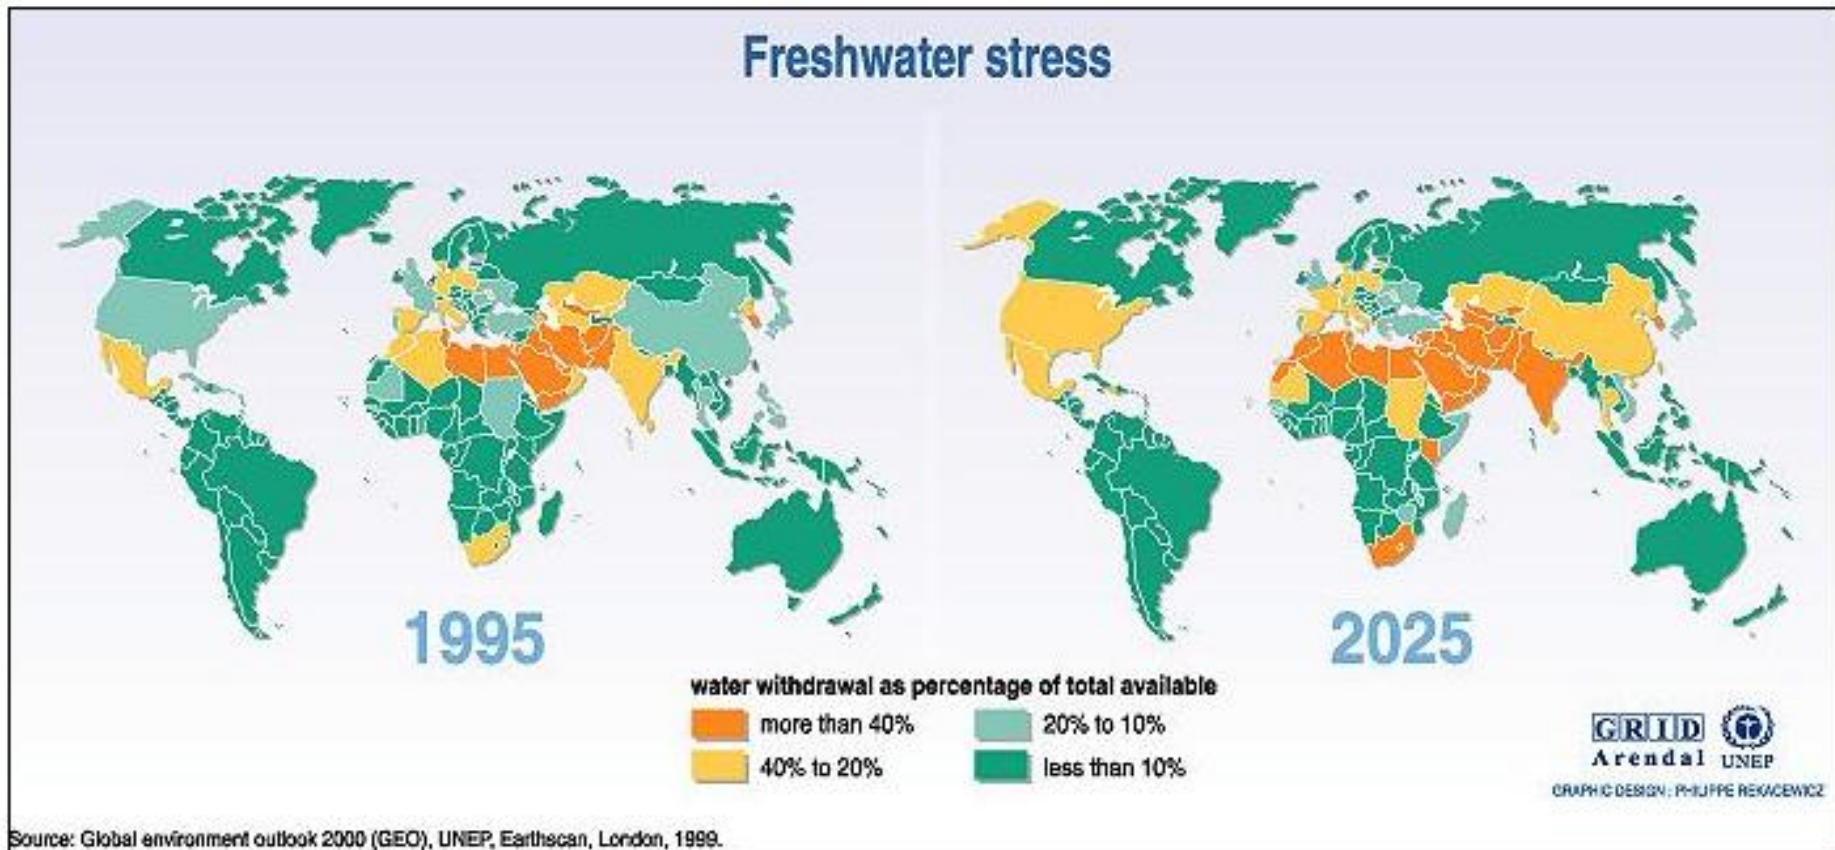 Freshwater stress
1995
2025
water withdrawal as percentage of total available
more than 40%
20% to 10%
40% to 20%
less than 10%
GRID
Arendal
UNEP
GRAPHIC DESIGN : PHILIPPE REKACEWICZ
Source: Global environment outlook 2000 (GEO), UNEP, Earthscan, London, 1999.